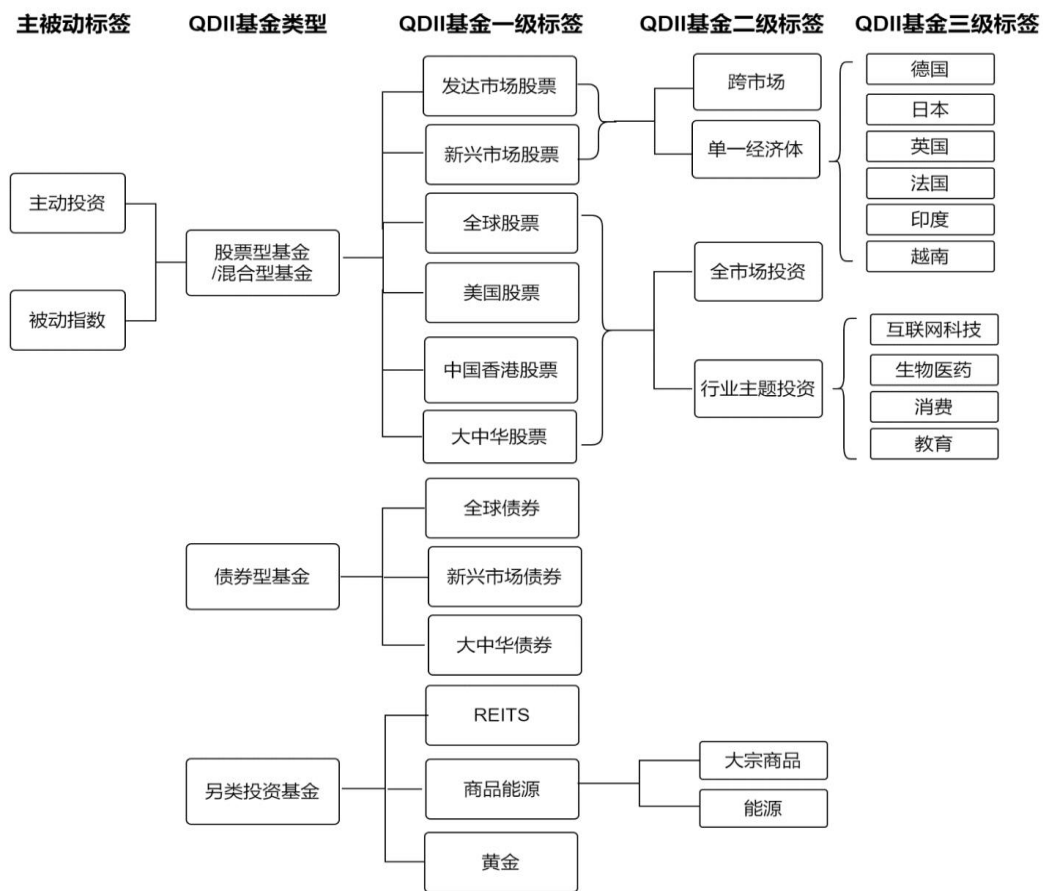 主被动标签 QDII基金类型 QDII基金一级标签 QDII基金二级标签 QDII基金三级标签
主动投资
被动指数
股票型基金
/混合型基金
发达市场股票
新兴市场股票
全球股票
美国股票
中国香港股票
大中华股票
跨市场
单一经济体
全市场投资
行业主题投资
德国
日本
英国
法国
印度
越南
互联网科技
生物医药
消费
教育
债券型基金
全球债券
新兴市场债券
大中华债券
另类投资基金
REITS
商品能源
黄金
大宗商品
能源